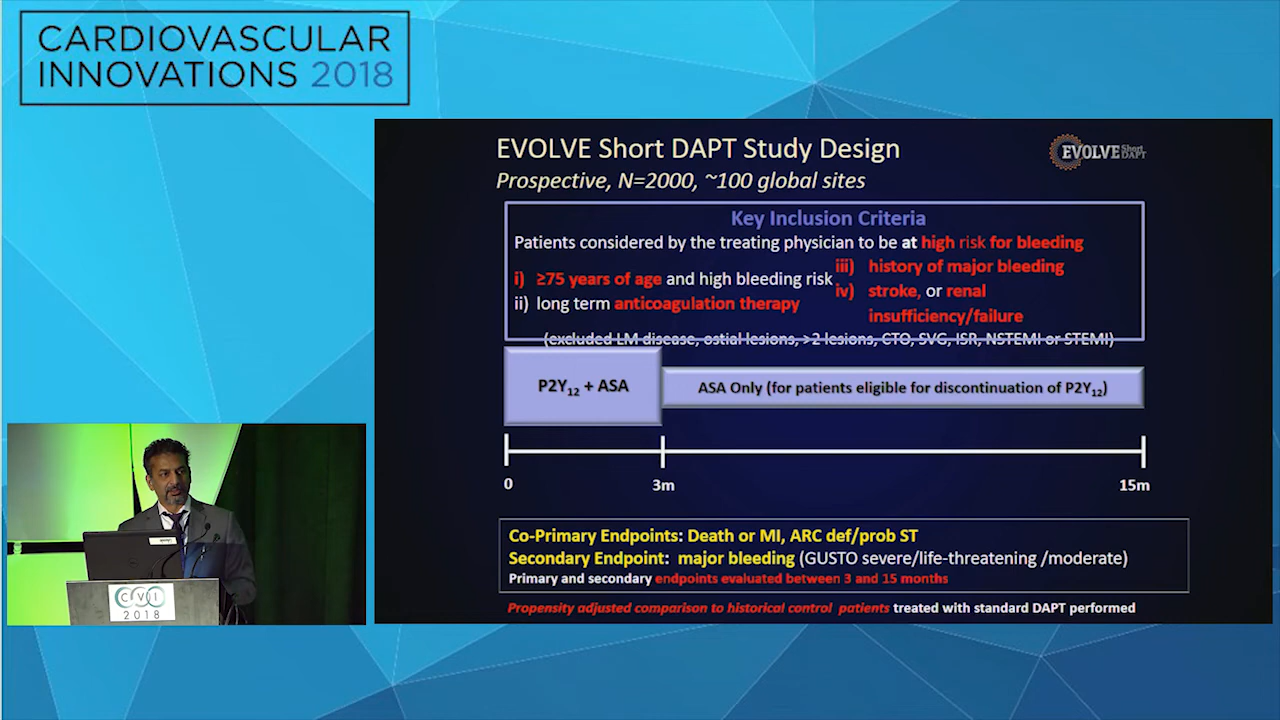 CARDIOVASCULAR
INNOVATIONS 2018
EVOLVE Short DAPT Study Design
EVOLVE Short DAPT
Prospective, N=2000, ~100 global sites
Key Inclusion Criteria
Patients considered by the treating physician to be at high risk for bleeding
i) ≥75 years of age and high bleeding risk
ii) long term anticoagulation therapy
iii) history of major bleeding
iv) stroke, or renal
insufficiency/failure
(excluded LM disease, ostial lesions, >2 lesions, CTO, SVG, ISR, NSTEMI or STEMI)
P2Y12 + ASA
ASA Only (for patients eligible for discontinuation of P2Y12)
0
3m
15m
Co-Primary Endpoints: Death or MI, ARC def/prob ST
Secondary Endpoint: major bleeding (GUSTO severe/life-threatening /moderate)
Primary and secondary endpoints evaluated between 3 and 15 months
Propensity adjusted comparison to historical control patients treated with standard DAPT performed
CVI
2018